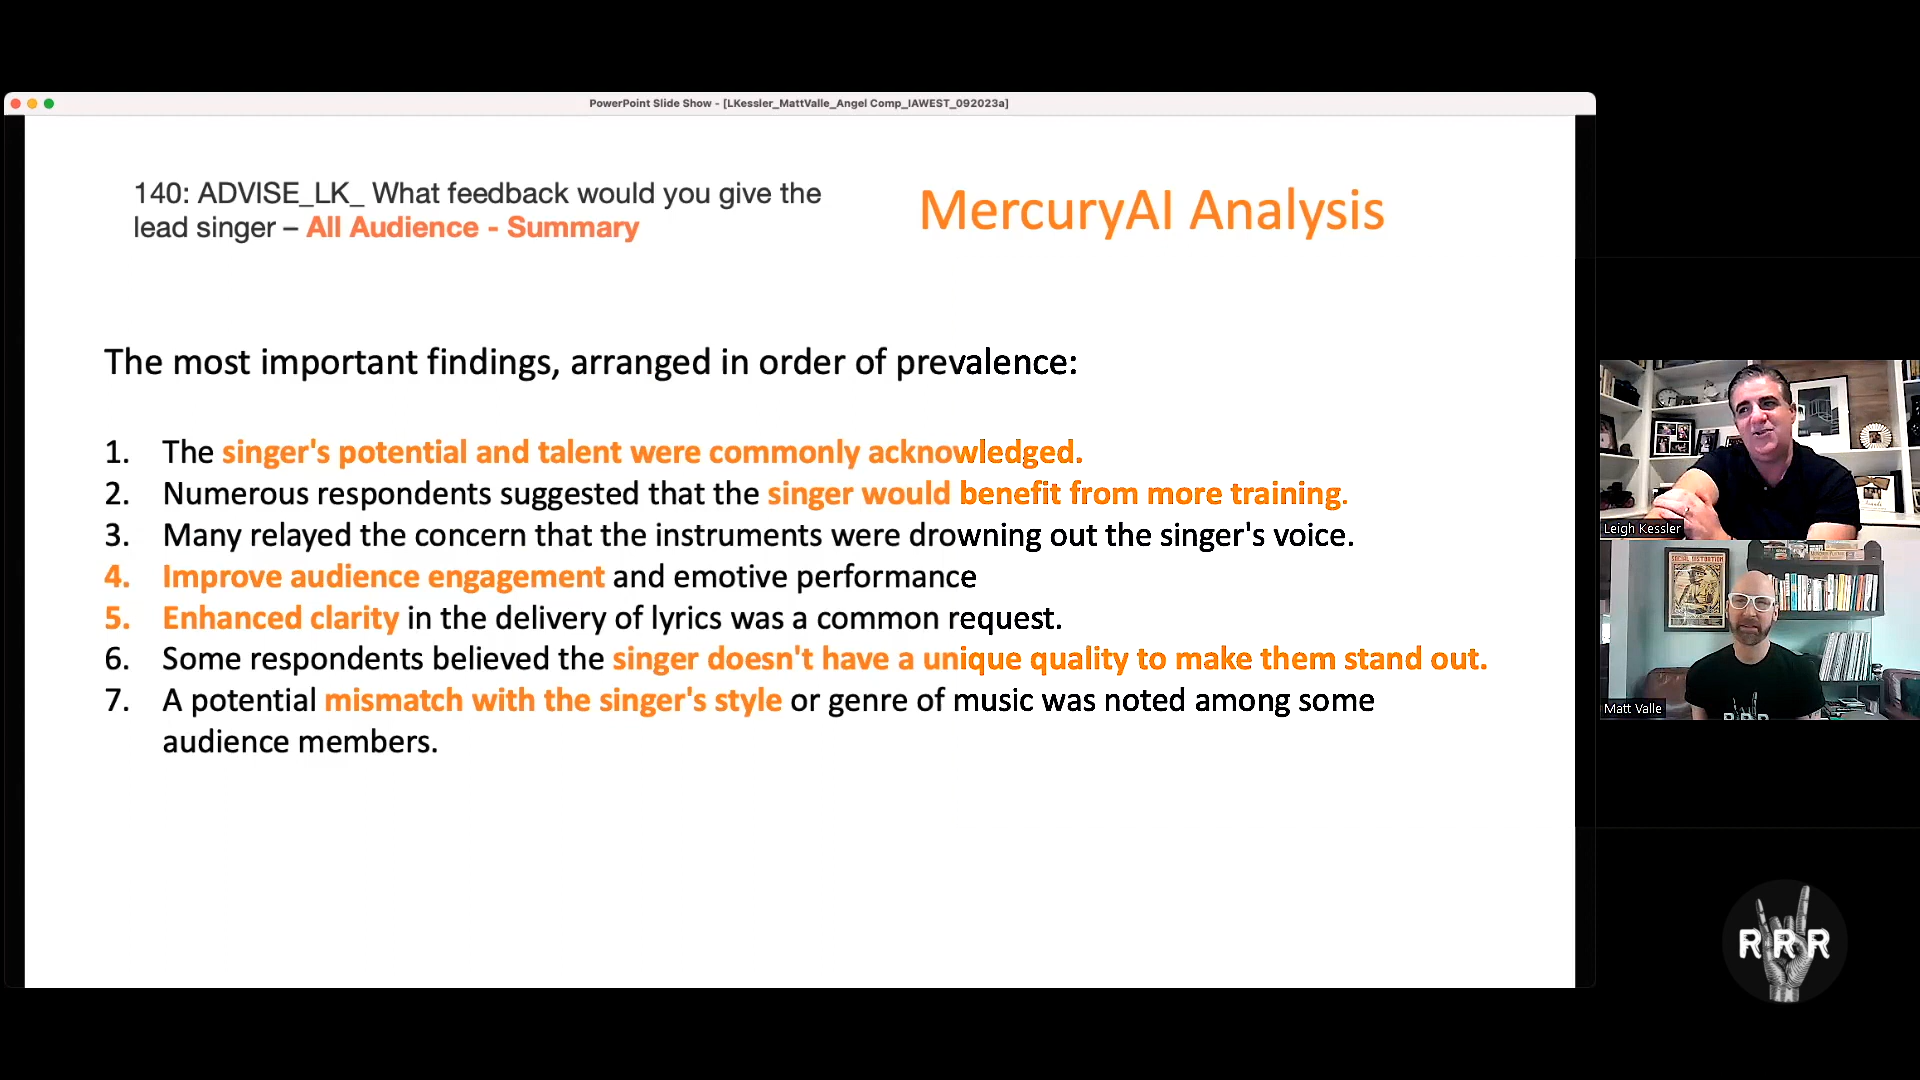 PowerPoint Slide Show - [LKessler_MattValle_Angel Comp_IAWEST_092023a]
140: ADVISE_LK_ What feedback would you give the
lead singer – All Audience - Summary
MercuryAI Analysis
The most important findings, arranged in order of prevalence:
1. The singer's potential and talent were commonly acknowledged.
2. Numerous respondents suggested that the singer would benefit from more training.
3. Many relayed the concern that the instruments were drowning out the singer's voice.
4. Improve audience engagement and emotive performance
5. Enhanced clarity in the delivery of lyrics was a common request.
6. Some respondents believed the singer doesn't have a unique quality to make them stand out.
7. A potential mismatch with the singer's style or genre of music was noted among some
audience members.
Leigh Kessler
SOCIAL DISTORTION
Matt Valle
RRR
RRR